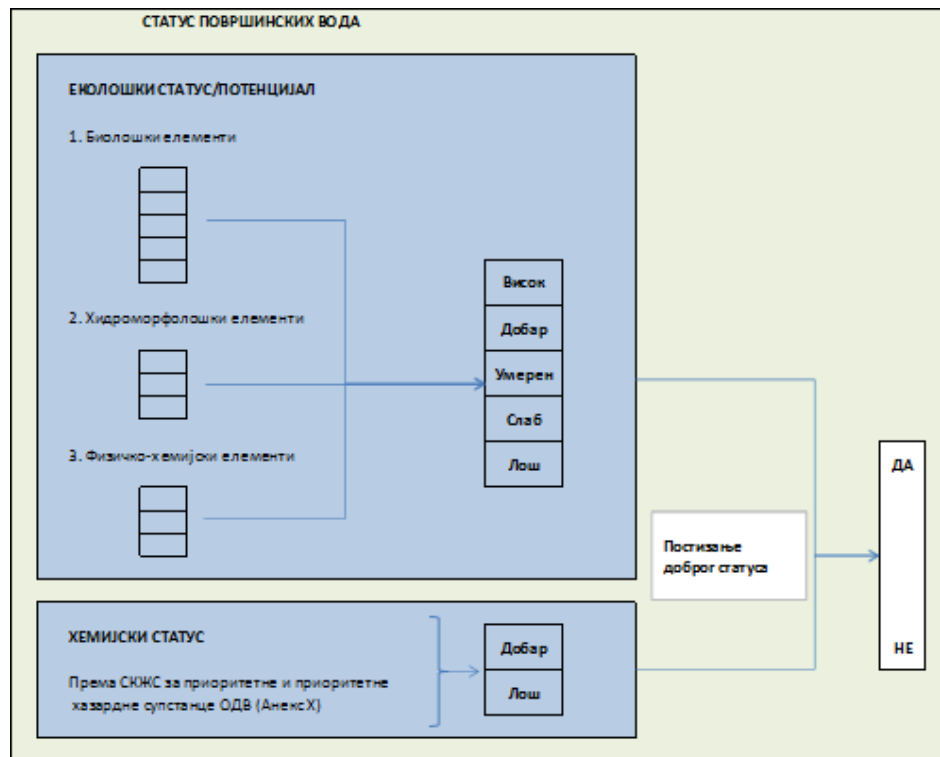 СТАТУС ПОВРШИНСКИХ ВОДА
ЕКОЛОШКИ СТАТУС/ПОТЕНЦИЈАЛ
1. Биолошки елементи
2. Хидроморфолошки елементи
3. Физичко-хемијски елементи
Висок
Добар
Умерен
Слаб
Лош
ХЕМИЈСКИ СТАТУС
Према СКЖС за приоритетне и приоритетне
хазардне супстанце ОДВ (Анекс X)
Добар
Лош
Постизање
доброг статуса
ДА
НЕ